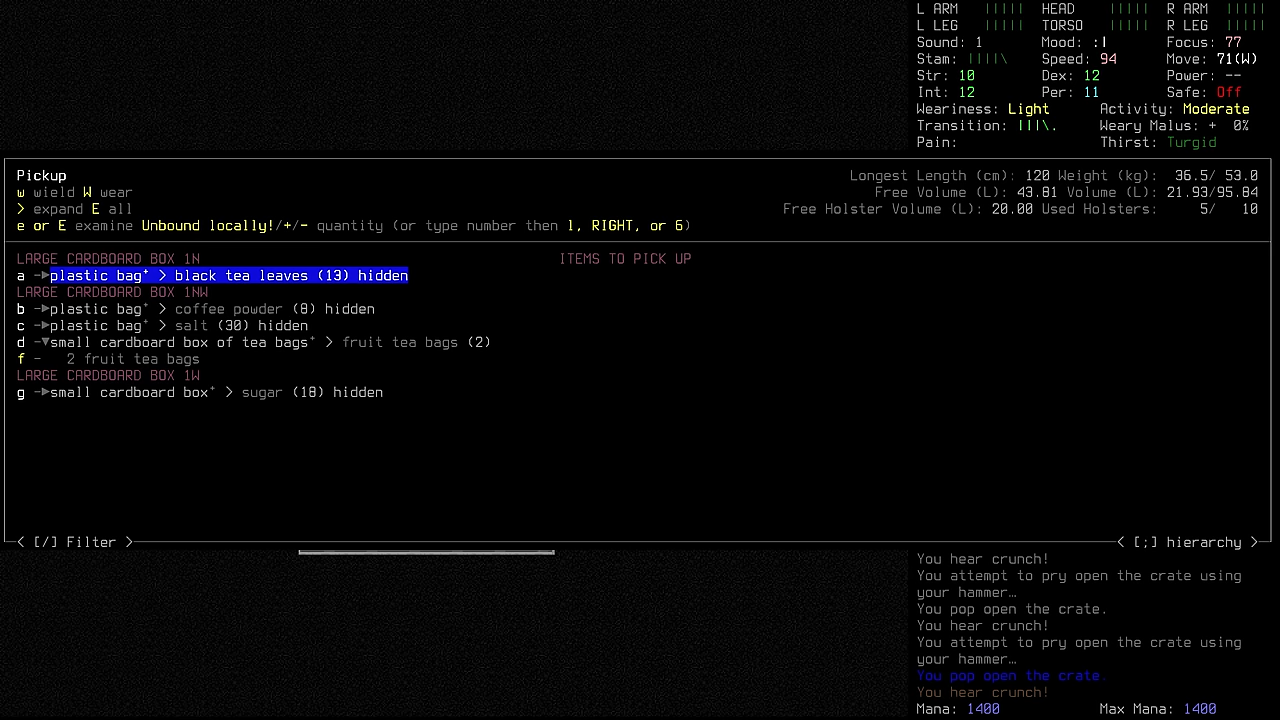 L ARM ||||| HEAD ||||| R ARM |||||
L LEG ||||| TORSO ||||| R LEG |||||
Sound: 1 Mood: :| Focus: 77
Stam: ||||\ Speed: 94 Move: 71(W)
Str: 10 Dex: 12 Power: --
Int: 12 Per: 11 Safe: Off
Weariness: Light Activity: Moderate
Transition: |||\. Weary Malus: + 0%
Pain: Thirst: Turgid
Pickup Longest Length (cm): 120 Weight (kg): 36.5/ 53.0
w wield W wear Free Volume (L): 43.81 Volume (L): 21.93/95.84
> expand E all Free Holster Volume (L): 20.00 Used Holsters: 5/ 10
e or E examine Unbound locally!/+/- quantity (or type number then l, RIGHT, or 6)
LARGE CARDBOARD BOX 1N ITEMS TO PICK UP
a -▶plastic bag⁺ > black tea leaves (13) hidden
LARGE CARDBOARD BOX 1NW
b -▶plastic bag⁺ > coffee powder (8) hidden
c -▶plastic bag⁺ > salt (30) hidden
d -▼small cardboard box of tea bags⁺ > fruit tea bags (2)
f - 2 fruit tea bags
LARGE CARDBOARD BOX 1W
g -▶small cardboard box⁺ > sugar (18) hidden
< [/] Filter > < [;] hierarchy >
You hear crunch!
You attempt to pry open the crate using
your hammer…
You pop open the crate.
You hear crunch!
You attempt to pry open the crate using
your hammer…
You pop open the crate.
You hear crunch!
Mana: 1400 Max Mana: 1400